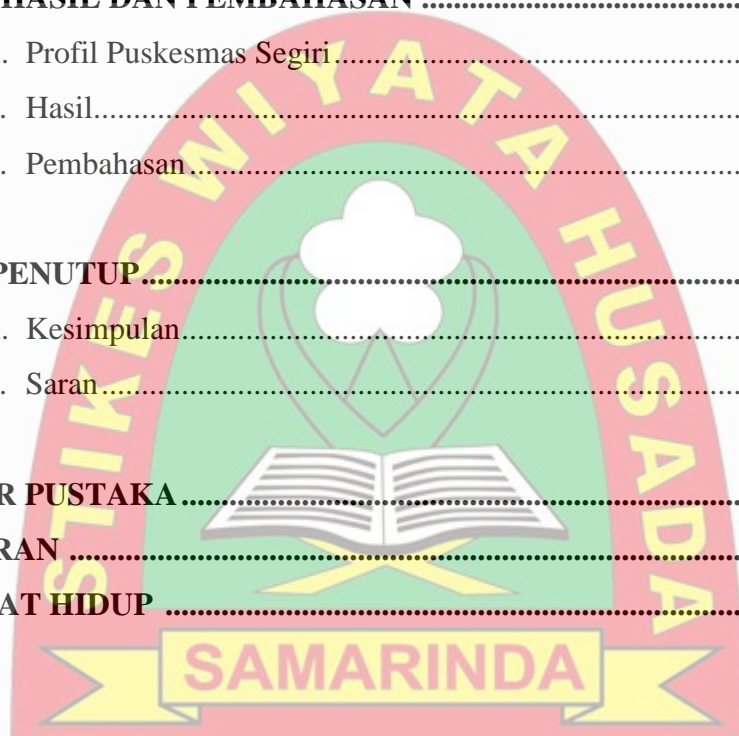 HASIL DAN PEMBAHASAN ....................................
. Profil Puskesmas Segiri.....................................................
. Hasil.....................................................................................
. Pembahasan.......................................................................
PENUTUP..........................................................................
. Kesimpulan........................................................................
. Saran...................................................................................
R PUSTAKA.....................................................................
RAN ...................................................................................
AT HIDUP .......................................................................
STIKES WIYATA HUSADA
SAMARINDA